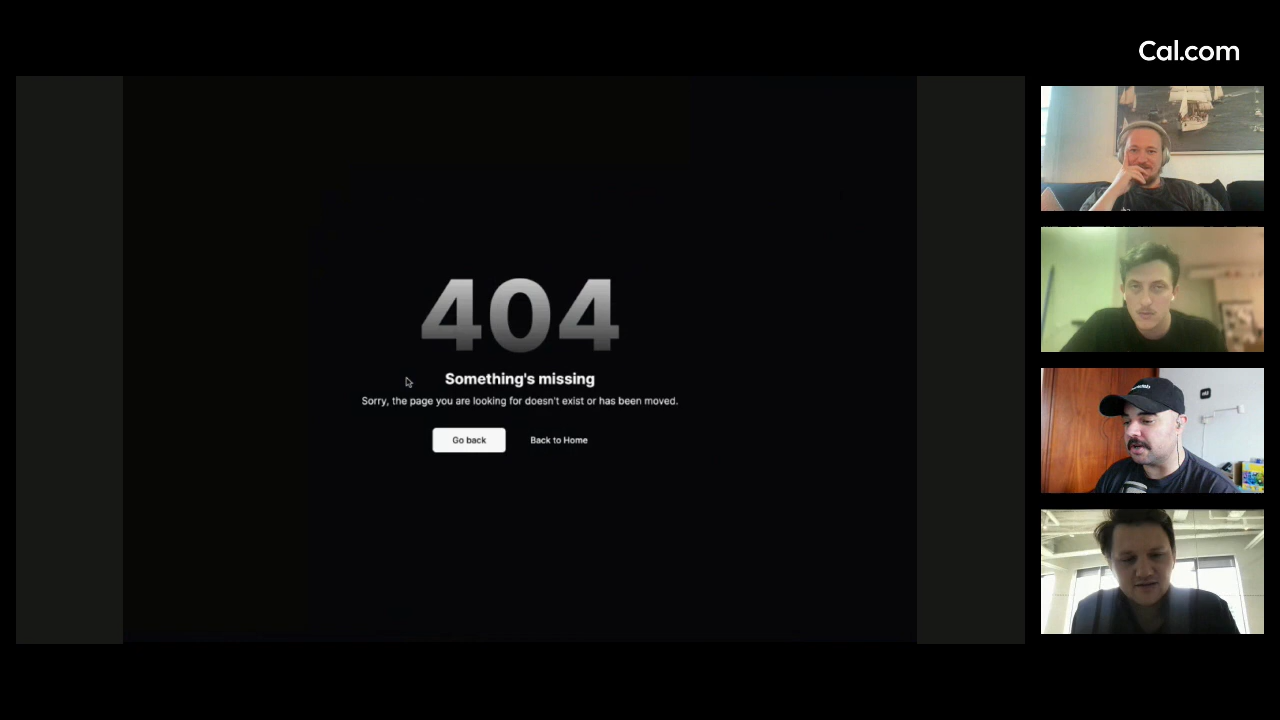 Cal.com
404
Something's missing
Sorry, the page you are looking for doesn't exist or has been moved.
Go back
Back to Home